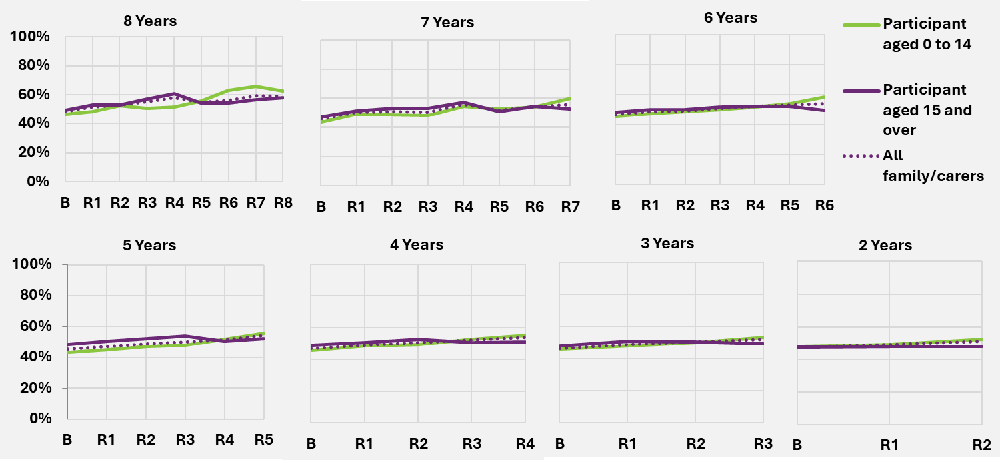 8 Years
100%
80%
60%
40%
20%
0%
B R1 R2 R3 R4 R5 R6 R7 R8
7 Years
B R1 R2 R3 R4 R5 R6 R7
6 Years
B R1 R2 R3 R4 R5 R6
Participant
aged 0 to 14
Participant
aged 15 and
over
All
family/carers
5 Years
100%
80%
60%
40%
20%
0%
B R1 R2 R3 R4 R5
4 Years
B R1 R2 R3 R4
3 Years
B R1 R2 R3
2 Years
B R1 R2